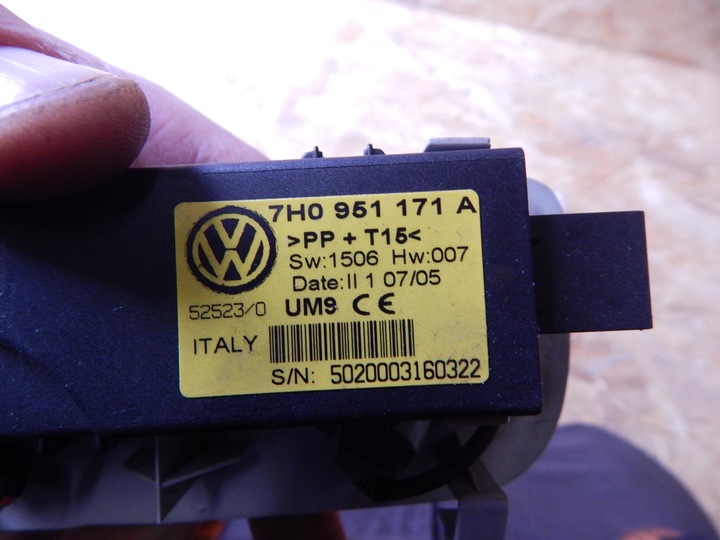 7H0 951 171 A
>PP + T15<
Sw:1506 Hw:007
Date:II 1 07/05
52523/0 UM9 CE
ITALY
S/N: 5020003160322